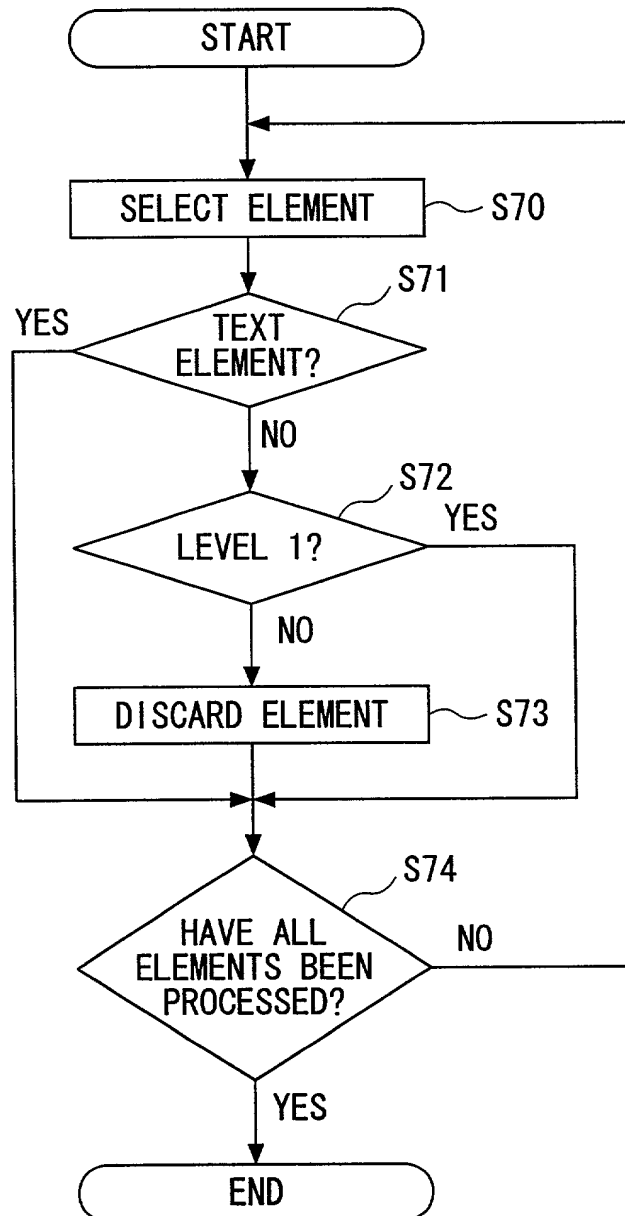 START
SELECT ELEMENT
S70
S71
YES
TEXT
ELEMENT?
NO
S72
YES
LEVEL 1?
NO
DISCARD ELEMENT
S73
S74
HAVE ALL
ELEMENTS BEEN
PROCESSED?
NO
YES
END